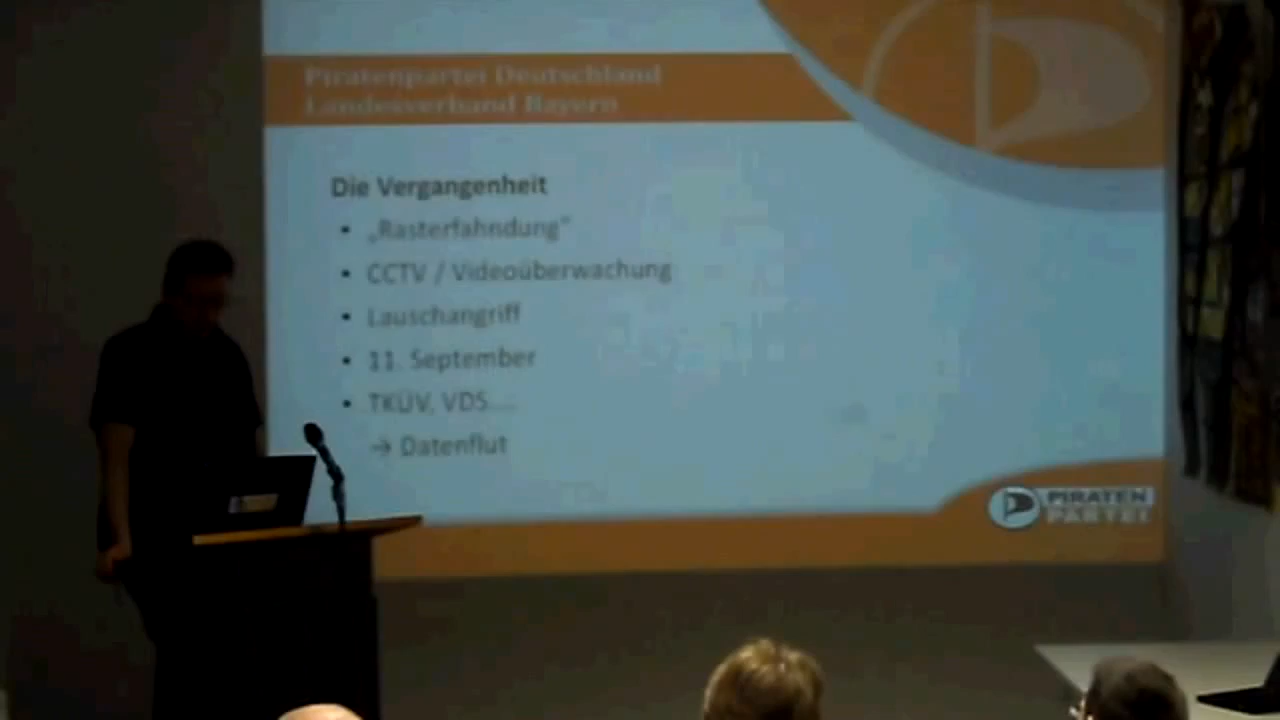 Piratenpartei Deutschland
Landesverband Bayern
Die Vergangenheit
• „Rasterfahndung“
• CCTV / Videoüberwachung
• Lauschangriff
• 11. September
• TKÜV, VDS....
→ Datenflut
PIRATEN
PARTEI